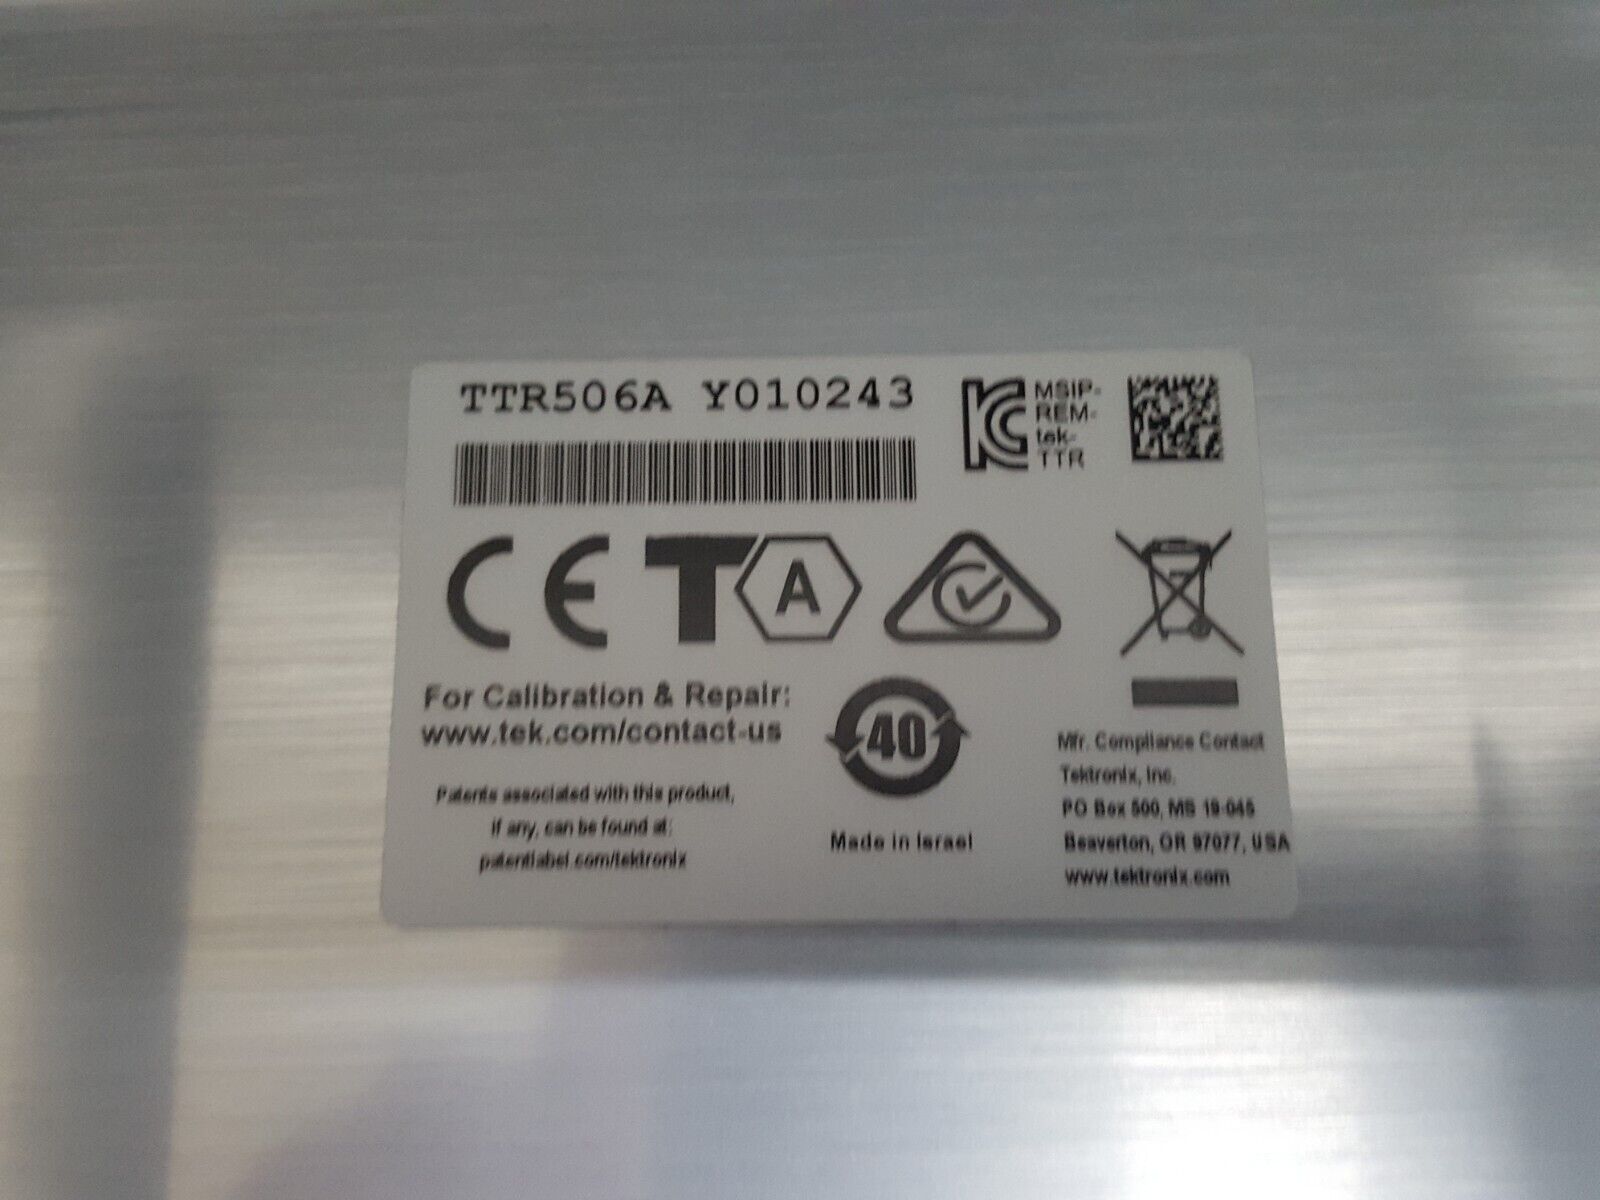 TTR506A Y010243
MSIP-
REM-
tek-
TTR
CE
T A
For Calibration & Repair:
www.tek.com/contact-us
40
Patents associated with this product,
if any, can be found at:
patentlabel.com/tektronix
Made in Israel
Mfr. Compliance Contact
Tektronix, Inc.
PO Box 500, MS 19-045
Beaverton, OR 97077, USA
www.tektronix.com